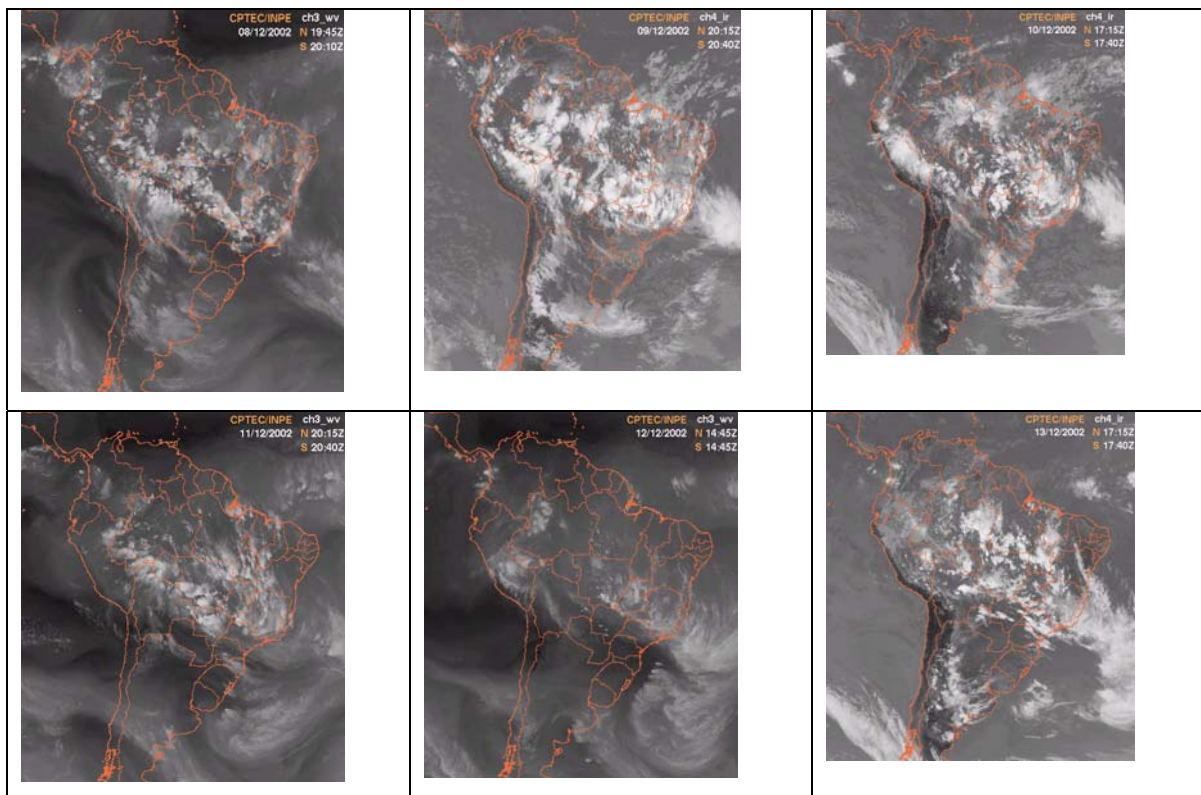 CPTEC/INPE ch3_wv
08/12/2002 N 19:45Z
S 20:10Z
CPTEC/INPE ch4_ir
09/12/2002 N 20:15Z
S 20:40Z
CPTEC/INPE ch4_ir
10/12/2002 N 17:15Z
S 17:40Z
CPTEC/INPE ch3_wv
11/12/2002 N 20:15Z
S 20:40Z
CPTEC/INPE ch3_wv
12/12/2002 N 14:45Z
S 14:45Z
CPTEC/INPE ch4_ir
13/12/2002 N 17:15Z
S 17:40Z